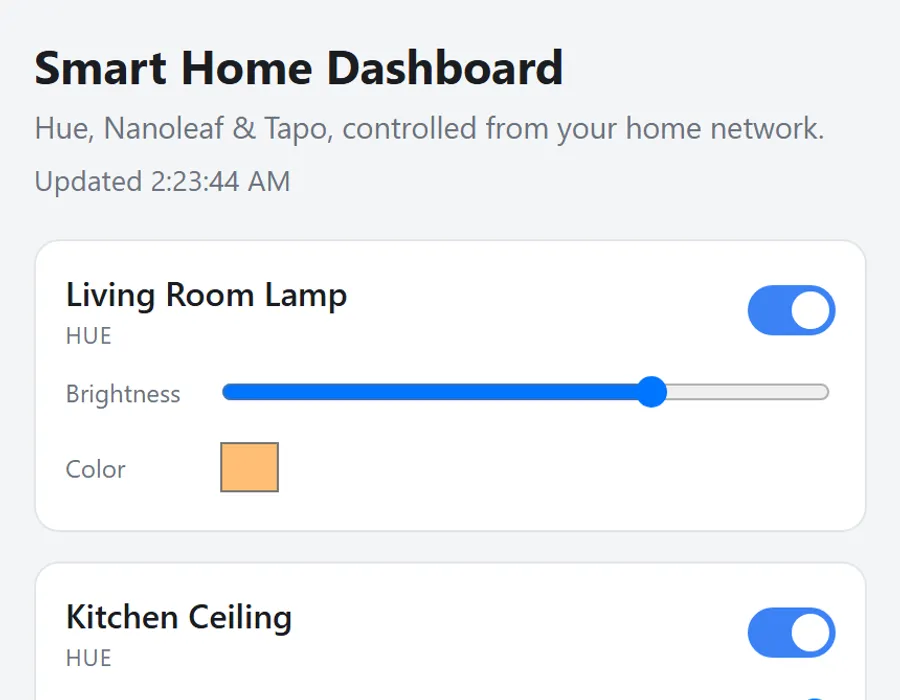 Smart Home Dashboard
Hue, Nanoleaf & Tapo, controlled from your home network.
Updated 2:23:44 AM
Living Room Lamp
HUE
Brightness
Color
Kitchen Ceiling
HUE